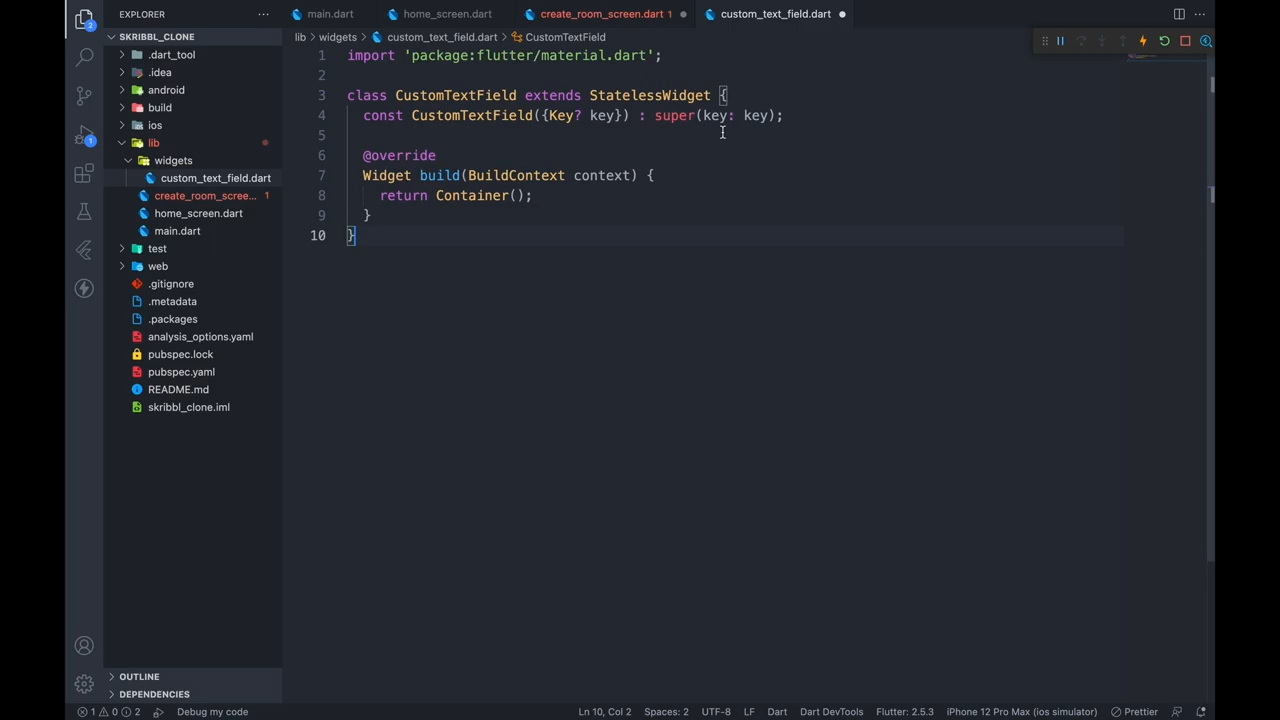 EXPLORER
main.dart
home_screen.dart
create_room_screen.dart 1
custom_text_field.dart
2
SKRIBBL_CLONE
lib > widgets > custom_text_field.dart > CustomTextField
.dart_tool
.idea
android
build
ios
lib
widgets
custom_text_field.dart
create_room_scree... 1
home_screen.dart
main.dart
test
web
.gitignore
.metadata
.packages
analysis_options.yaml
pubspec.lock
pubspec.yaml
README.md
skribbl_clone.iml
1
OUTLINE
DEPENDENCIES
1 import 'package:flutter/material.dart';
2
3 class CustomTextField extends StatelessWidget {
4 const CustomTextField({Key? key}) : super(key: key);
5
6 @override
7 Widget build(BuildContext context) {
8 return Container();
9 }
10 }
1 0 2 Debug my code Ln 10, Col 2 Spaces: 2 UTF-8 LF Dart Dart DevTools Flutter: 2.5.3 iPhone 12 Pro Max (ios simulator) Prettier